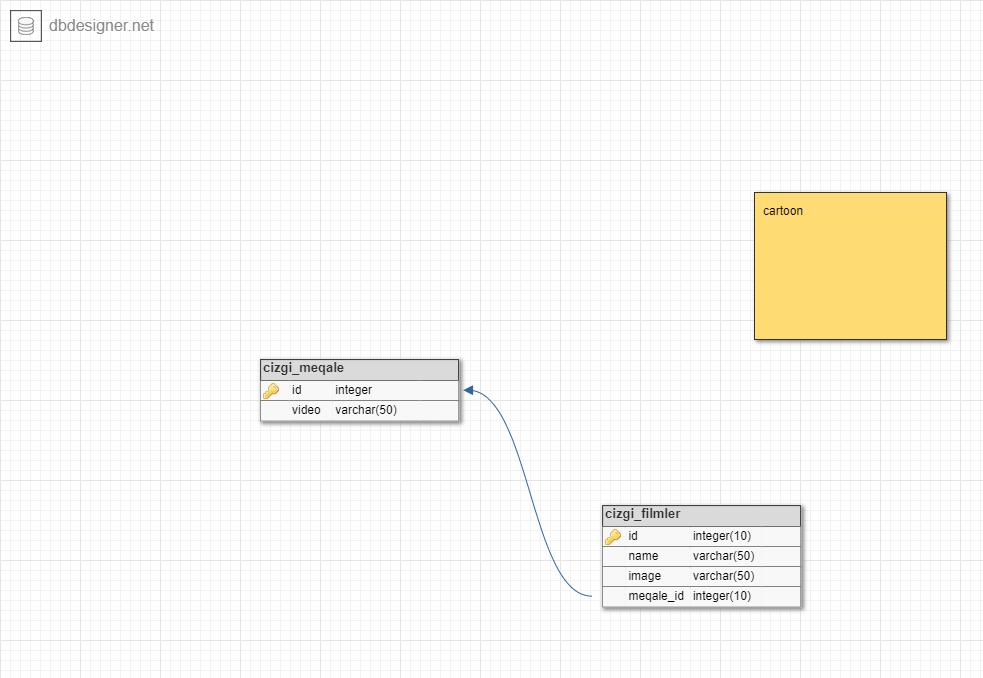 dbdesigner.net
cartoon
cizgi_meqale
id integer
video varchar(50)
cizgi_filmler
id integer(10)
name varchar(50)
image varchar(50)
meqale_id integer(10)